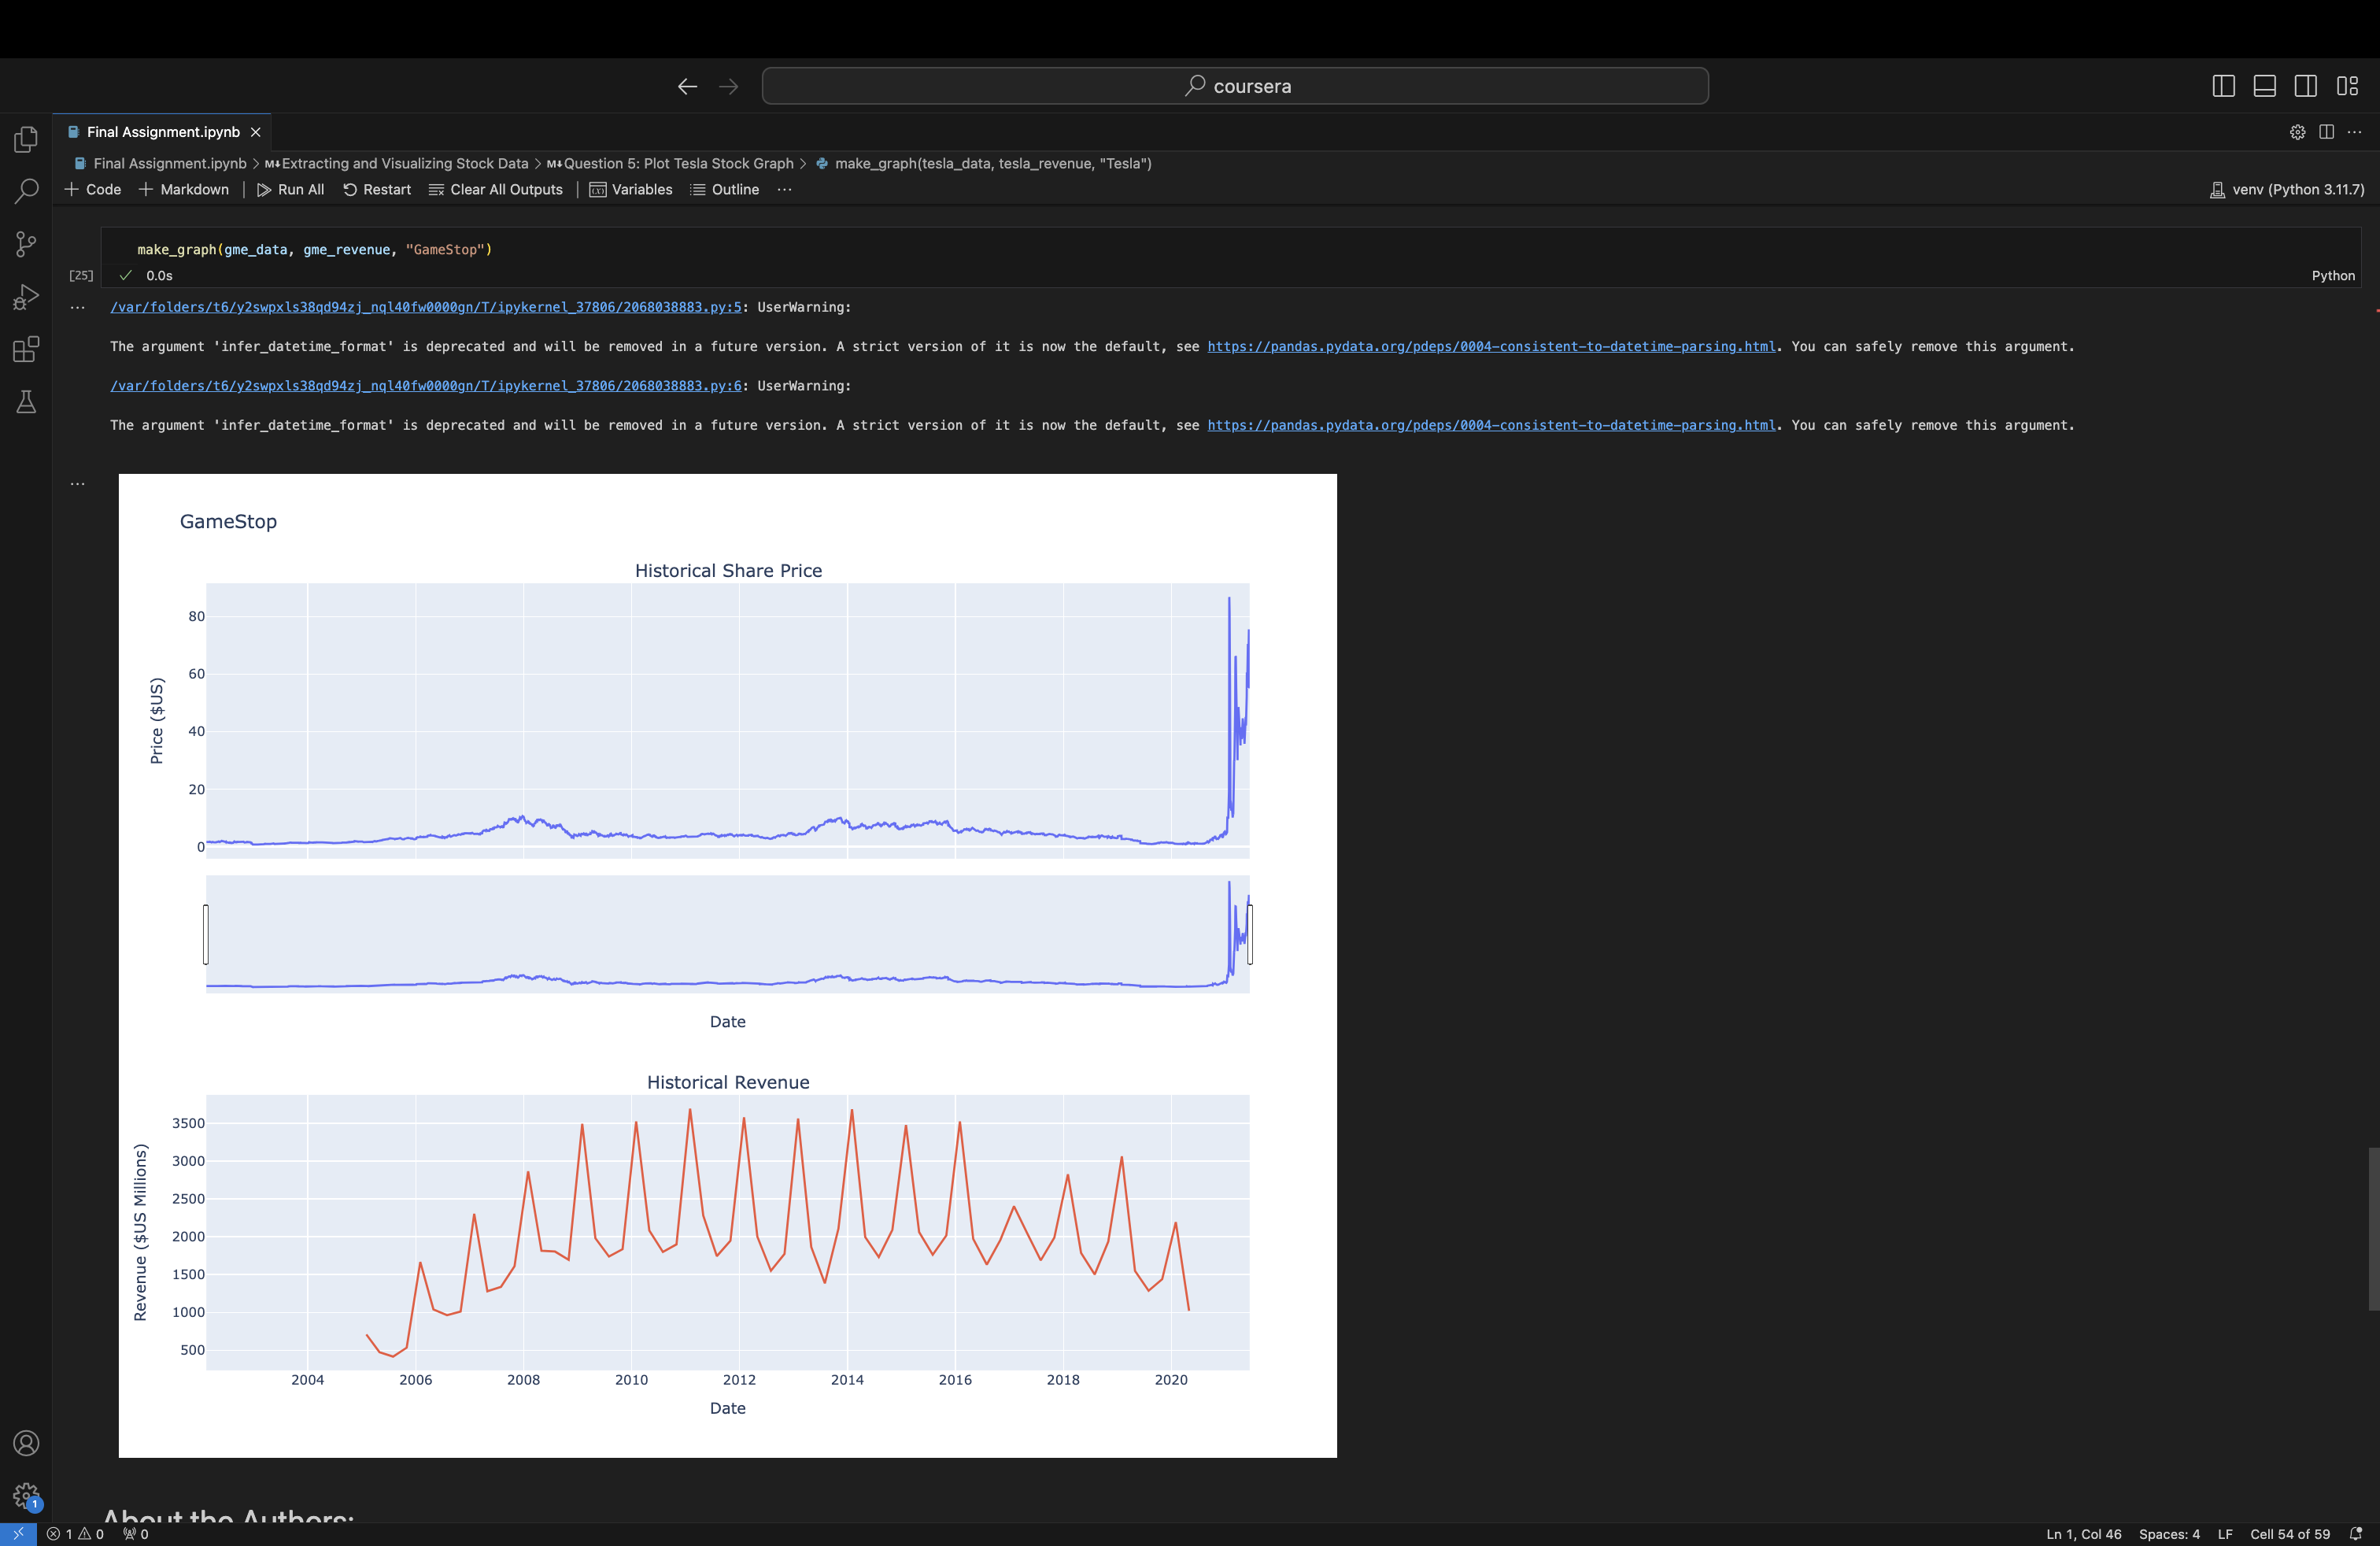 coursera
Final Assignment.ipynb
Final Assignment.ipynb > M↓Extracting and Visualizing Stock Data > M↓Question 5: Plot Tesla Stock Graph > make_graph(tesla_data, tesla_revenue, "Tesla")
+ Code + Markdown | Run All Restart Clear All Outputs | Variables Outline ... venv (Python 3.11.7)
make_graph(gme_data, gme_revenue, "GameStop")
[25] ✓ 0.0s Python
/var/folders/t6/y2swpxls38qd94zj_nql40fw0000gn/T/ipykernel_37806/2068038883.py:5: UserWarning:
The argument 'infer_datetime_format' is deprecated and will be removed in a future version. A strict version of it is now the default, see https://pandas.pydata.org/pdeps/0004-consistent-to-datetime-parsing.html. You can safely remove this argument.
/var/folders/t6/y2swpxls38qd94zj_nql40fw0000gn/T/ipykernel_37806/2068038883.py:6: UserWarning:
The argument 'infer_datetime_format' is deprecated and will be removed in a future version. A strict version of it is now the default, see https://pandas.pydata.org/pdeps/0004-consistent-to-datetime-parsing.html. You can safely remove this argument.
GameStop
Historical Share Price
Price ($US)
80
60
40
20
0
Date
Historical Revenue
Revenue ($US Millions)
3500
3000
2500
2000
1500
1000
500
2004 2006 2008 2010 2012 2014 2016 2018 2020
Date
About the Authors:
1
1 0 0 Ln 1, Col 46 Spaces: 4 LF Cell 54 of 59